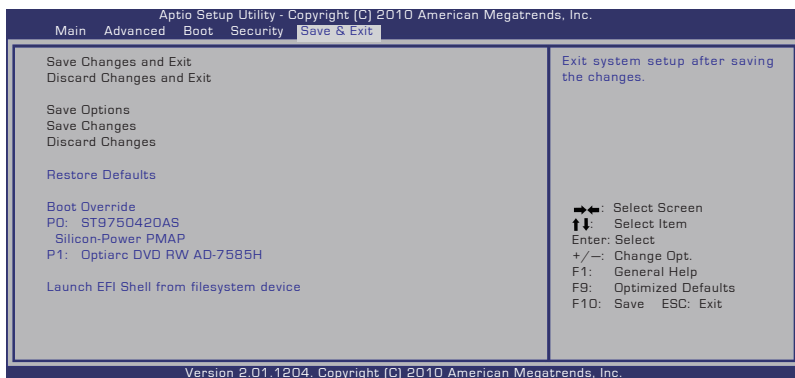 Aptio Setup Utility - Copyright (C) 2010 American Megatrends, Inc.
Main Advanced Boot Security Save & Exit
Save Changes and Exit
Discard Changes and Exit
Save Options
Save Changes
Discard Changes
Restore Defaults
Boot Override
P0: ST9750420AS
Silicon-Power PMAP
P1: Optiarc DVD RW AD-7585H
Launch EFI Shell from filesystem device
Exit system setup after saving
the changes.
→←: Select Screen
↑↓: Select Item
Enter: Select
+/—: Change Opt.
F1: General Help
F9: Optimized Defaults
F10: Save ESC: Exit
Version 2.01.1204. Copyright (C) 2010 American Megatrends, Inc.